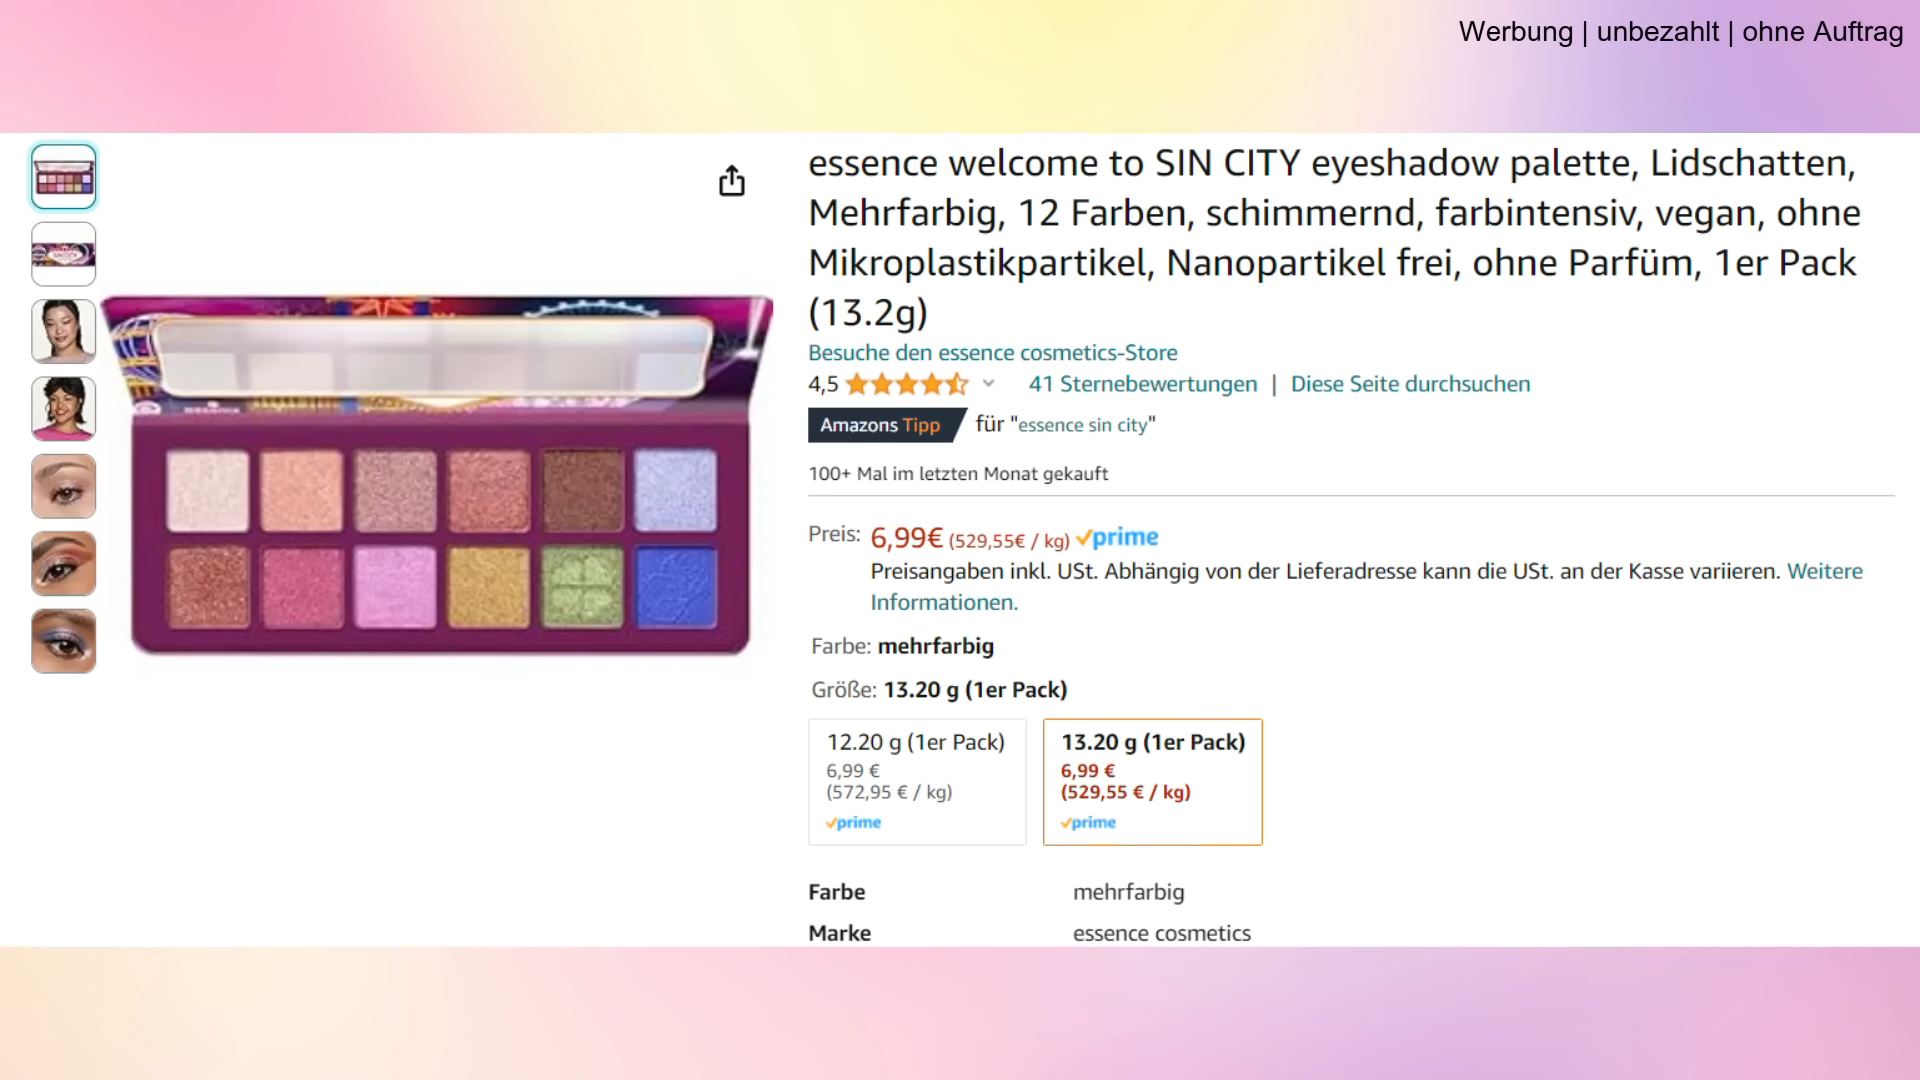 Werbung | unbezahlt | ohne Auftrag
essence welcome to SIN CITY eyeshadow palette, Lidschatten,
Mehrfarbig, 12 Farben, schimmernd, farbintensiv, vegan, ohne
Mikroplastikpartikel, Nanopartikel frei, ohne Parfüm, 1er Pack
(13.2g)
Besuche den essence cosmetics-Store
4,5 41 Sternebewertungen | Diese Seite durchsuchen
Amazons Tipp für "essence sin city"
100+ Mal im letzten Monat gekauft
Preis: 6,99€ (529,55€ / kg) prime
Preisangaben inkl. USt. Abhängig von der Lieferadresse kann die USt. an der Kasse variieren. Weitere
Informationen.
Farbe: mehrfarbig
Größe: 13.20 g (1er Pack)
12.20 g (1er Pack)
6,99 €
(572,95 € / kg)
prime
13.20 g (1er Pack)
6,99 €
(529,55 € / kg)
prime
Farbe mehrfarbig
Marke essence cosmetics